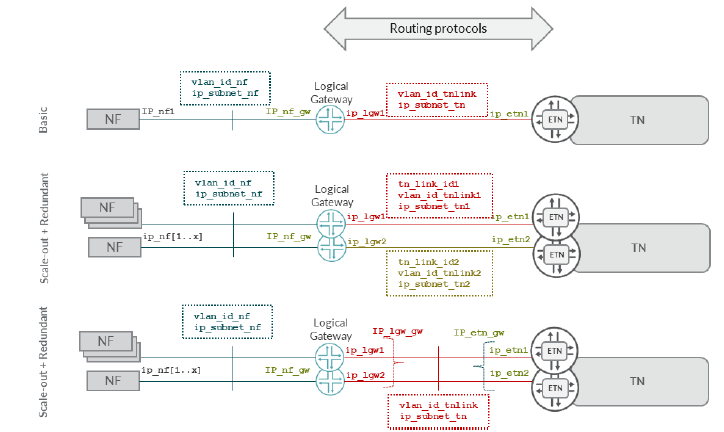 Routing protocols
Basic
vlan_id_nf
ip_subnet_nf
Logical
Gateway
vlan_id_tnlink
ip_subnet_tn
NF
IP_nf1
IP_nf_gw
ip_lgw1
ip_etn1
ETN
TN
Scale-out + Redundant
vlan_id_nf
ip_subnet_nf
Logical
Gateway
tn_link_id1
vlan_id_tnlink1
ip_subnet_tn1
NF
ip_lgw1
ip_etn1
ETN
NF
ip_nf[1..x]
IP_nf_gw
ip_lgw2
ip_etn2
ETN
TN
tn_link_id2
vlan_id_tnlink2
ip_subnet_tn2
Scale-out + Redundant
vlan_id_nf
ip_subnet_nf
Logical
Gateway
IP_lgw_gw
IP_etn_gw
NF
ip_lgw1
ip_etn1
ETN
NF
ip_nf[1..x]
IP_nf_gw
ip_lgw2
ip_etn2
ETN
TN
vlan_id_tnlink
ip_subnet_tn